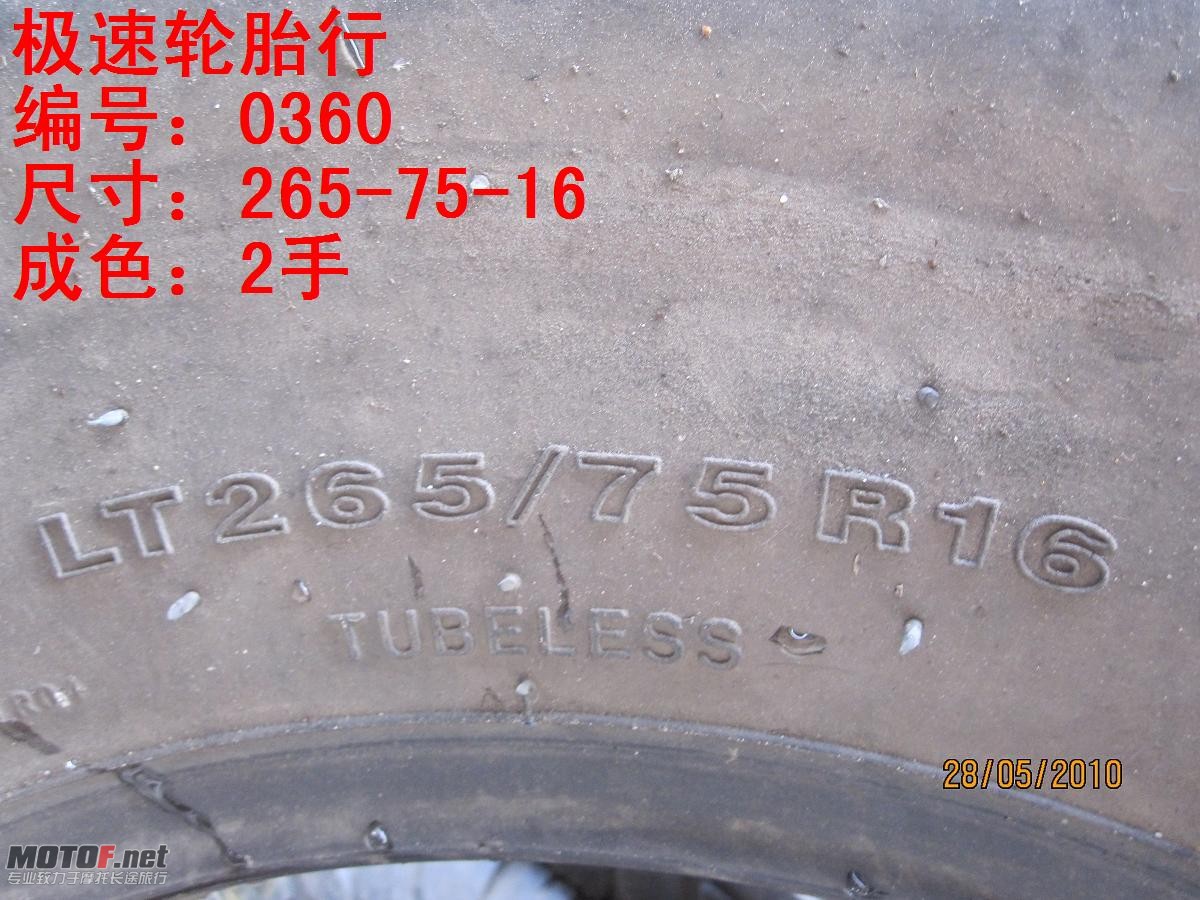 极速轮胎行
编号：0360
尺寸：265-75-16
成色：2手
LT265/75R16
TUBELESS
28/05/2010
MOTOF.net
专业致力于摩托长途旅行